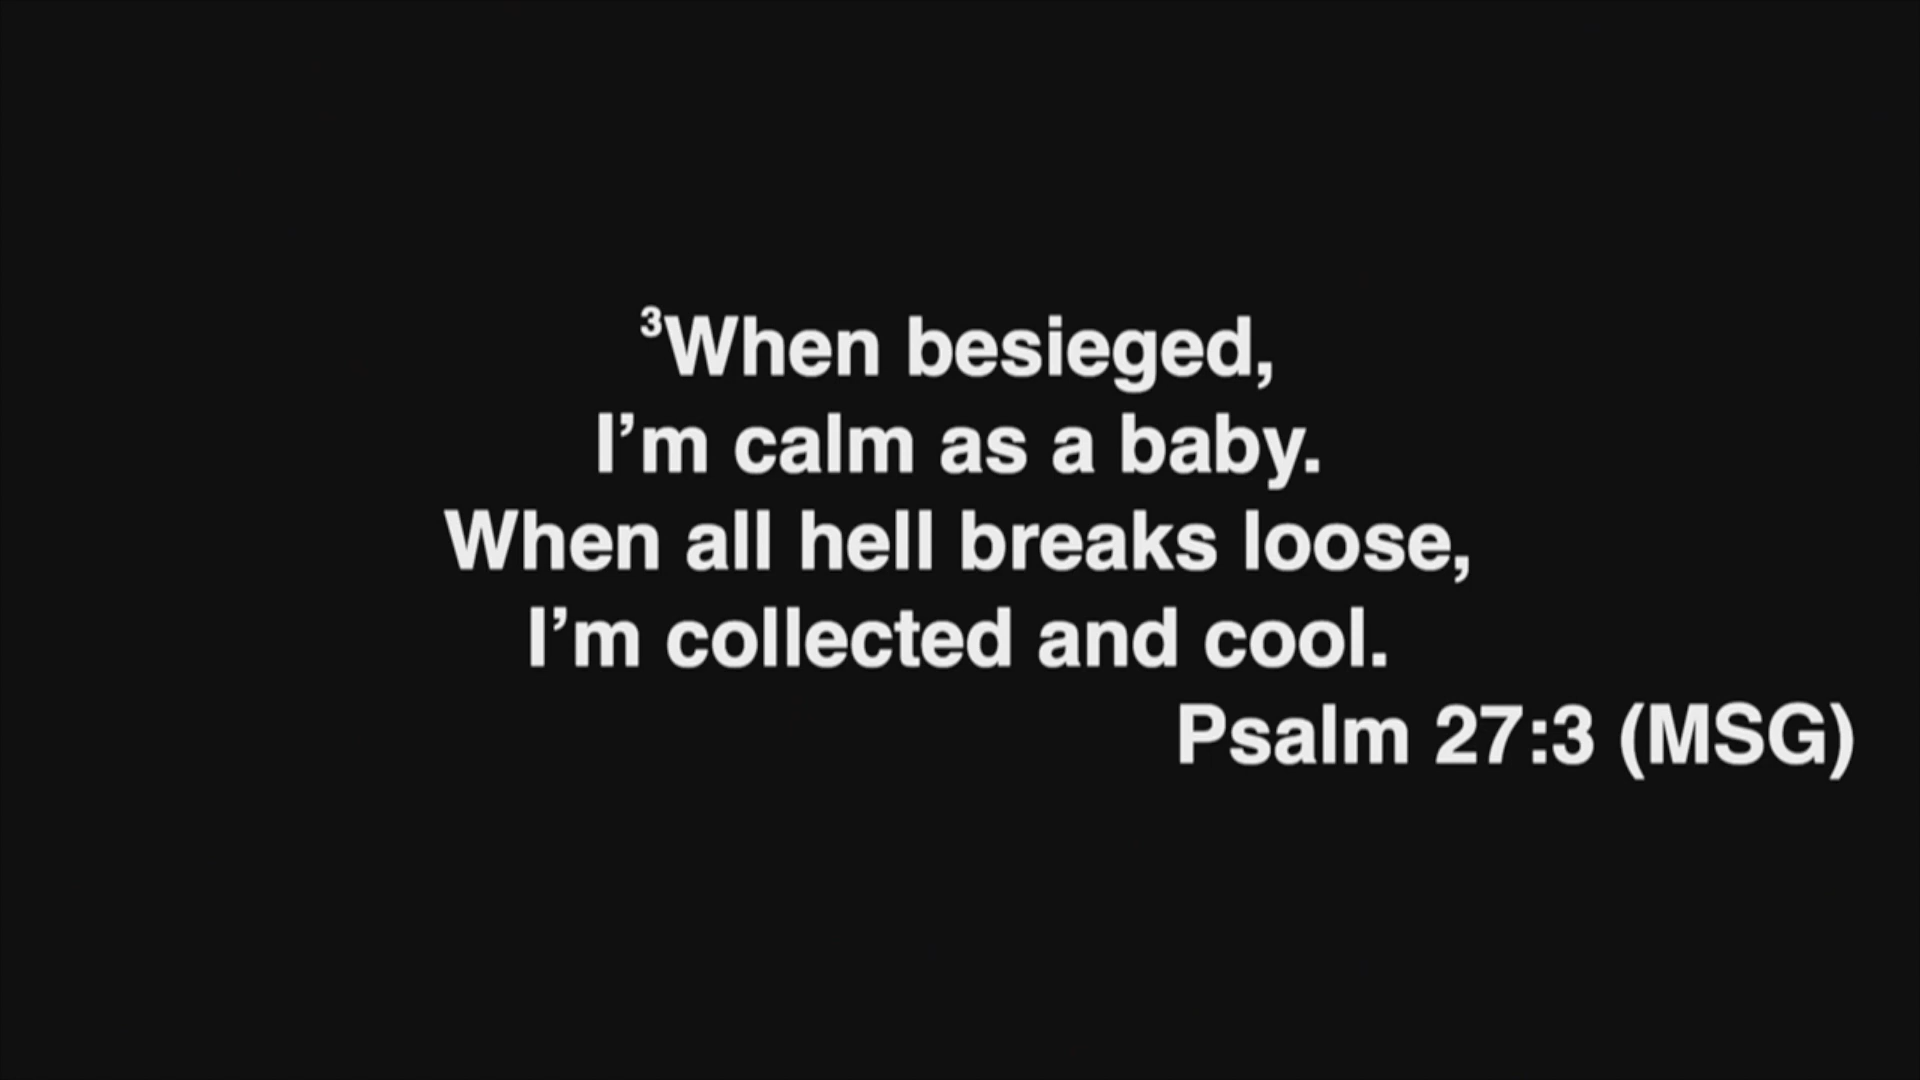 ³When besieged,
I’m calm as a baby.
When all hell breaks loose,
I’m collected and cool.
Psalm 27:3 (MSG)